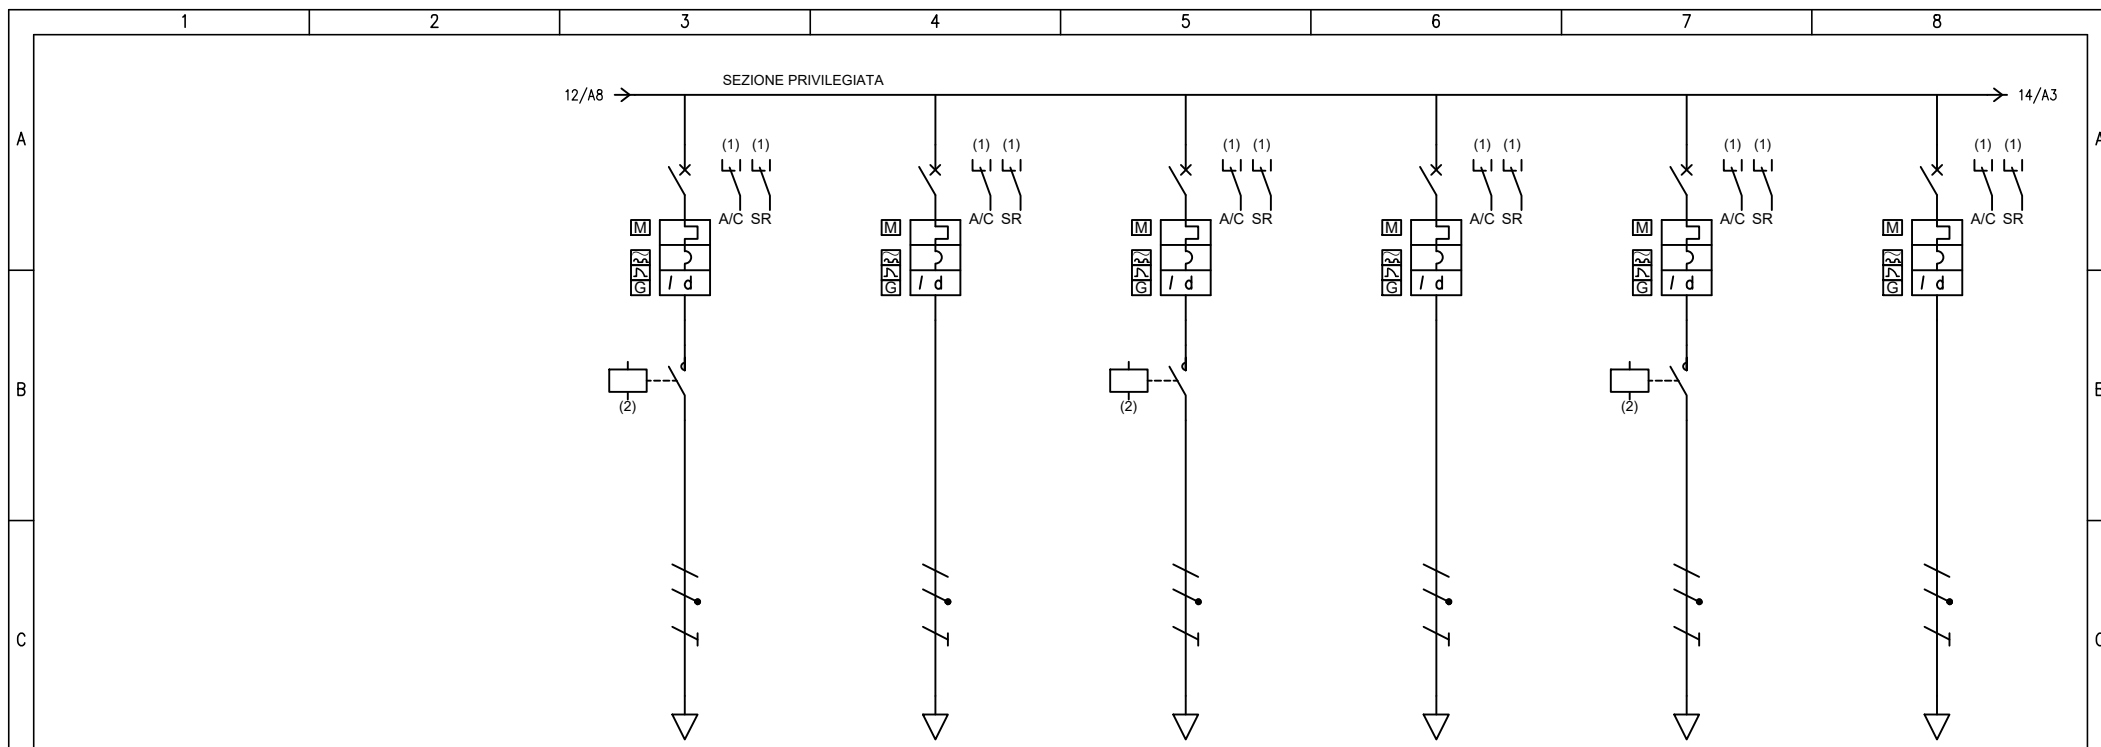 1 2 3 4 5 6 7 8
SEZIONE PRIVILEGIATA
12/A8 14/A3
A A
(1) (1) (1) (1) (1) (1) (1) (1) (1) (1) (1) (1)
A/C SR A/C SR A/C SR A/C SR A/C SR A/C SR
M M M M M M
G I d G I d G I d G I d G I d G I d
B B
(2) (2) (2)
C C